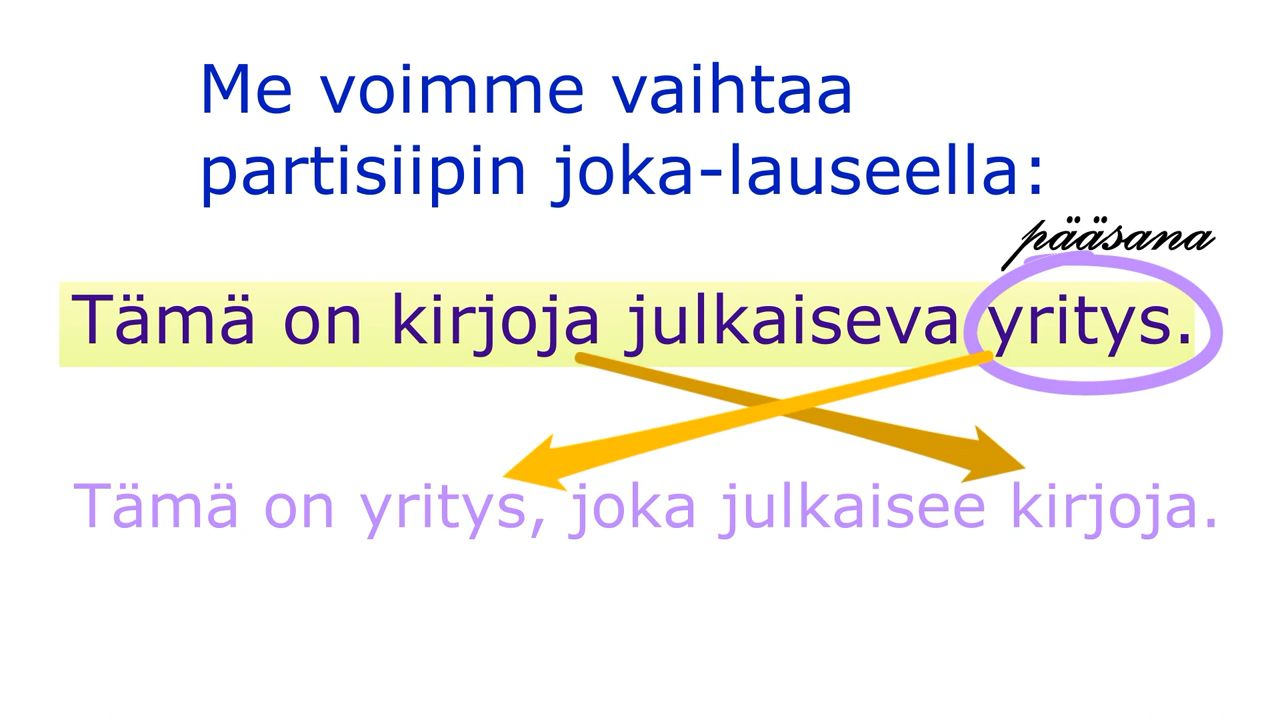 Me voimme vaihtaa
partisiipin joka-lauseella:
pääsana
Tämä on kirjoja julkaiseva yritys.
Tämä on yritys, joka julkaisee kirjoja.